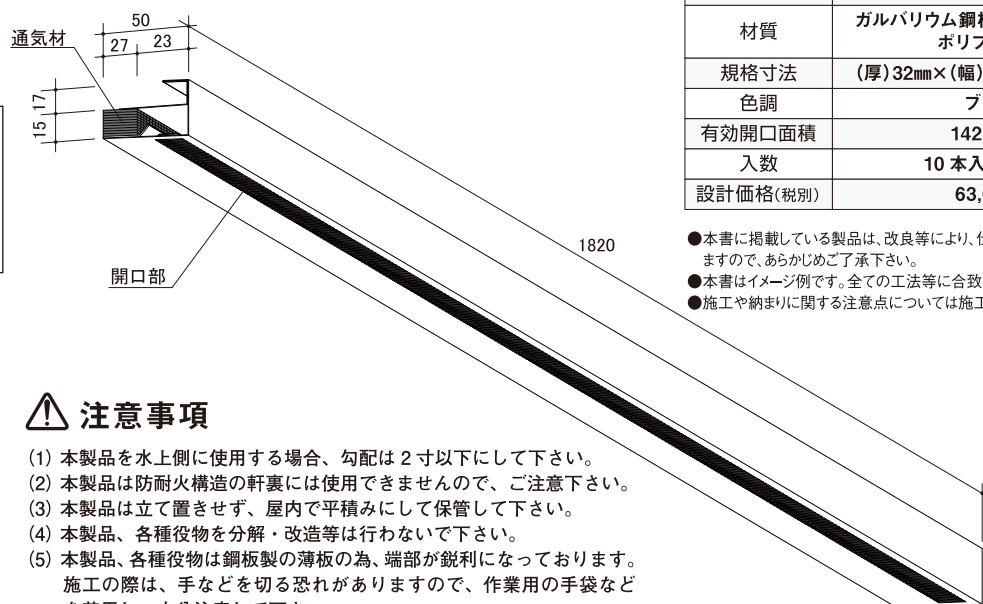 50
27 23
通気材
17
15
開口部
1820
材質 ガルバリウム鋼
ポリプ
規格寸法 (厚)32㎜×(幅)
色調 ブ
有効開口面積 142
入数 10 本入
設計価格(税別) 63,
●本書に掲載している製品は、改良等により、
ますので、あらかじめご了承下さい。
●本書はイメージ例です。全ての工法等に合致
●施工や納まりに関する注意点については施工
注意事項
(1) 本製品を水上側に使用する場合、勾配は 2 寸以下にして下さい。
(2) 本製品は防耐火構造の軒裏には使用できませんので、ご注意下さい。
(3) 本製品は立て置きせず、屋内で平積みにして保管して下さい。
(4) 本製品、各種役物を分解・改造等は行わないで下さい。
(5) 本製品、各種役物は鋼板製の薄板の為、端部が鋭利になっております。
施工の際は、手などを切る恐れがありますので、作業用の手袋など